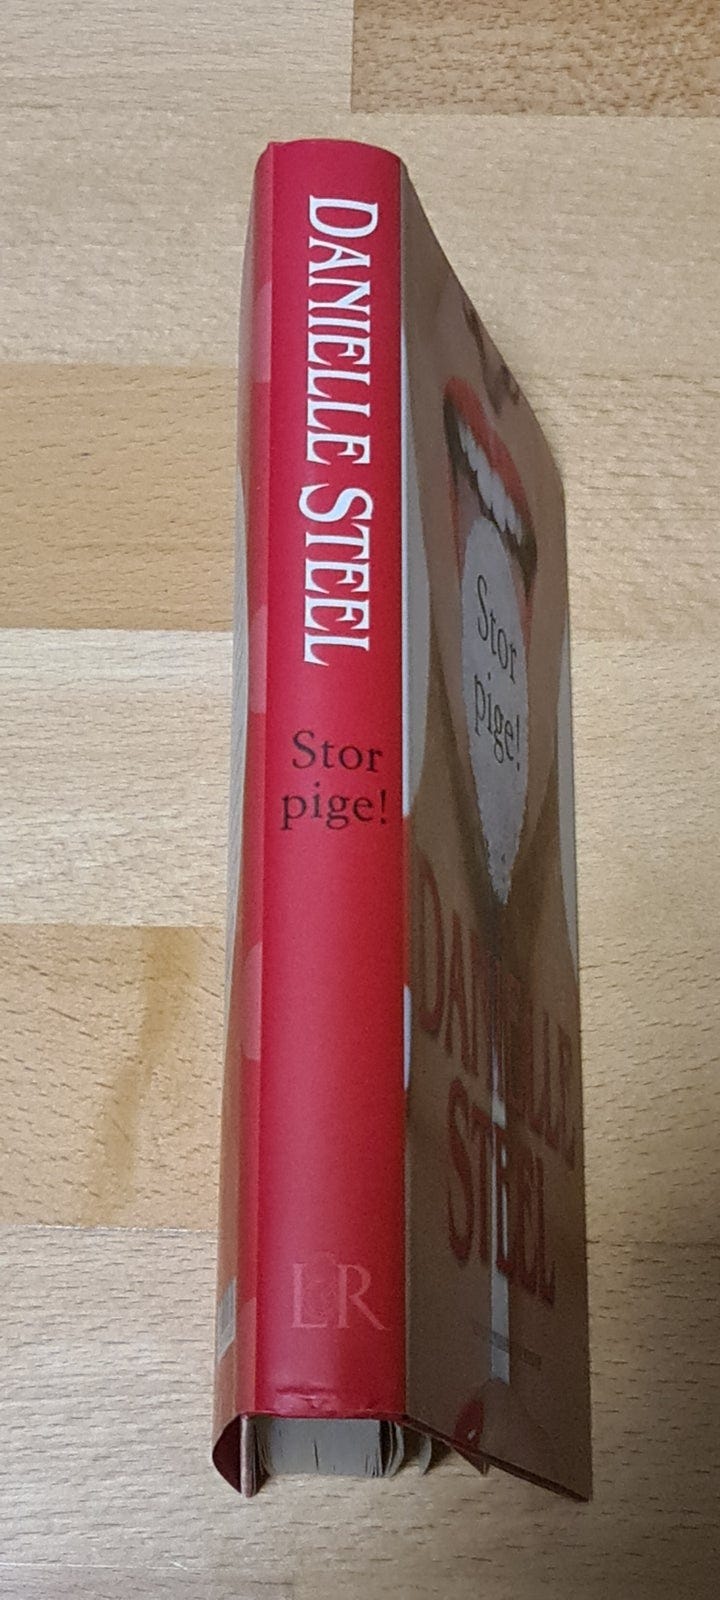 DANIELLE STEEL
Stor
pige!
LR
Stor
pige!
DANIELLE
STEEL